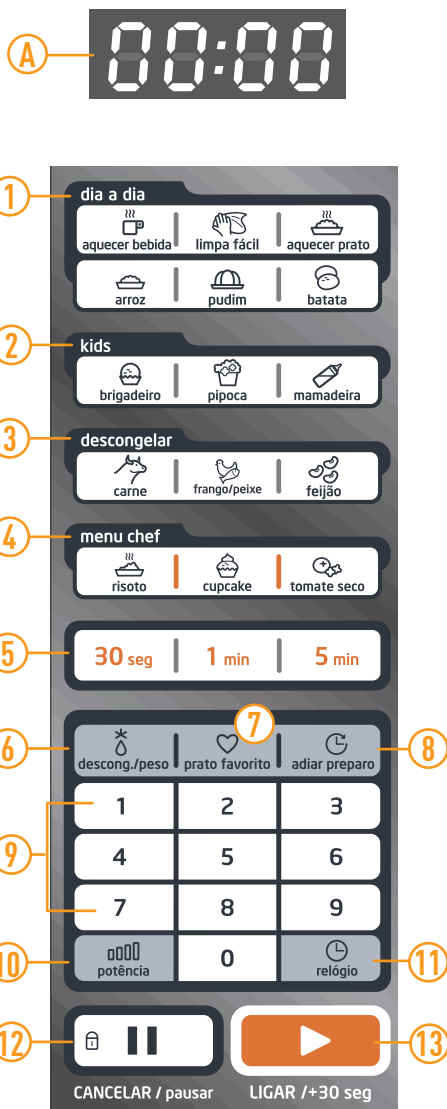 A
00:00
1
dia a dia
aquecer bebida limpa fácil aquecer prato
arroz pudim batata
2
kids
brigadeiro pipoca mamadeira
3
descongelar
carne frango/peixe feijão
4
menu chef
risoto cupcake tomate seco
5
30 seg 1 min 5 min
7
6
descong./peso prato favorito adiar preparo
8
9
1 2 3
4 5 6
7 8 9
10
potência 0 relógio
11
12
13
CANCELAR / pausar LIGAR /+30 seg